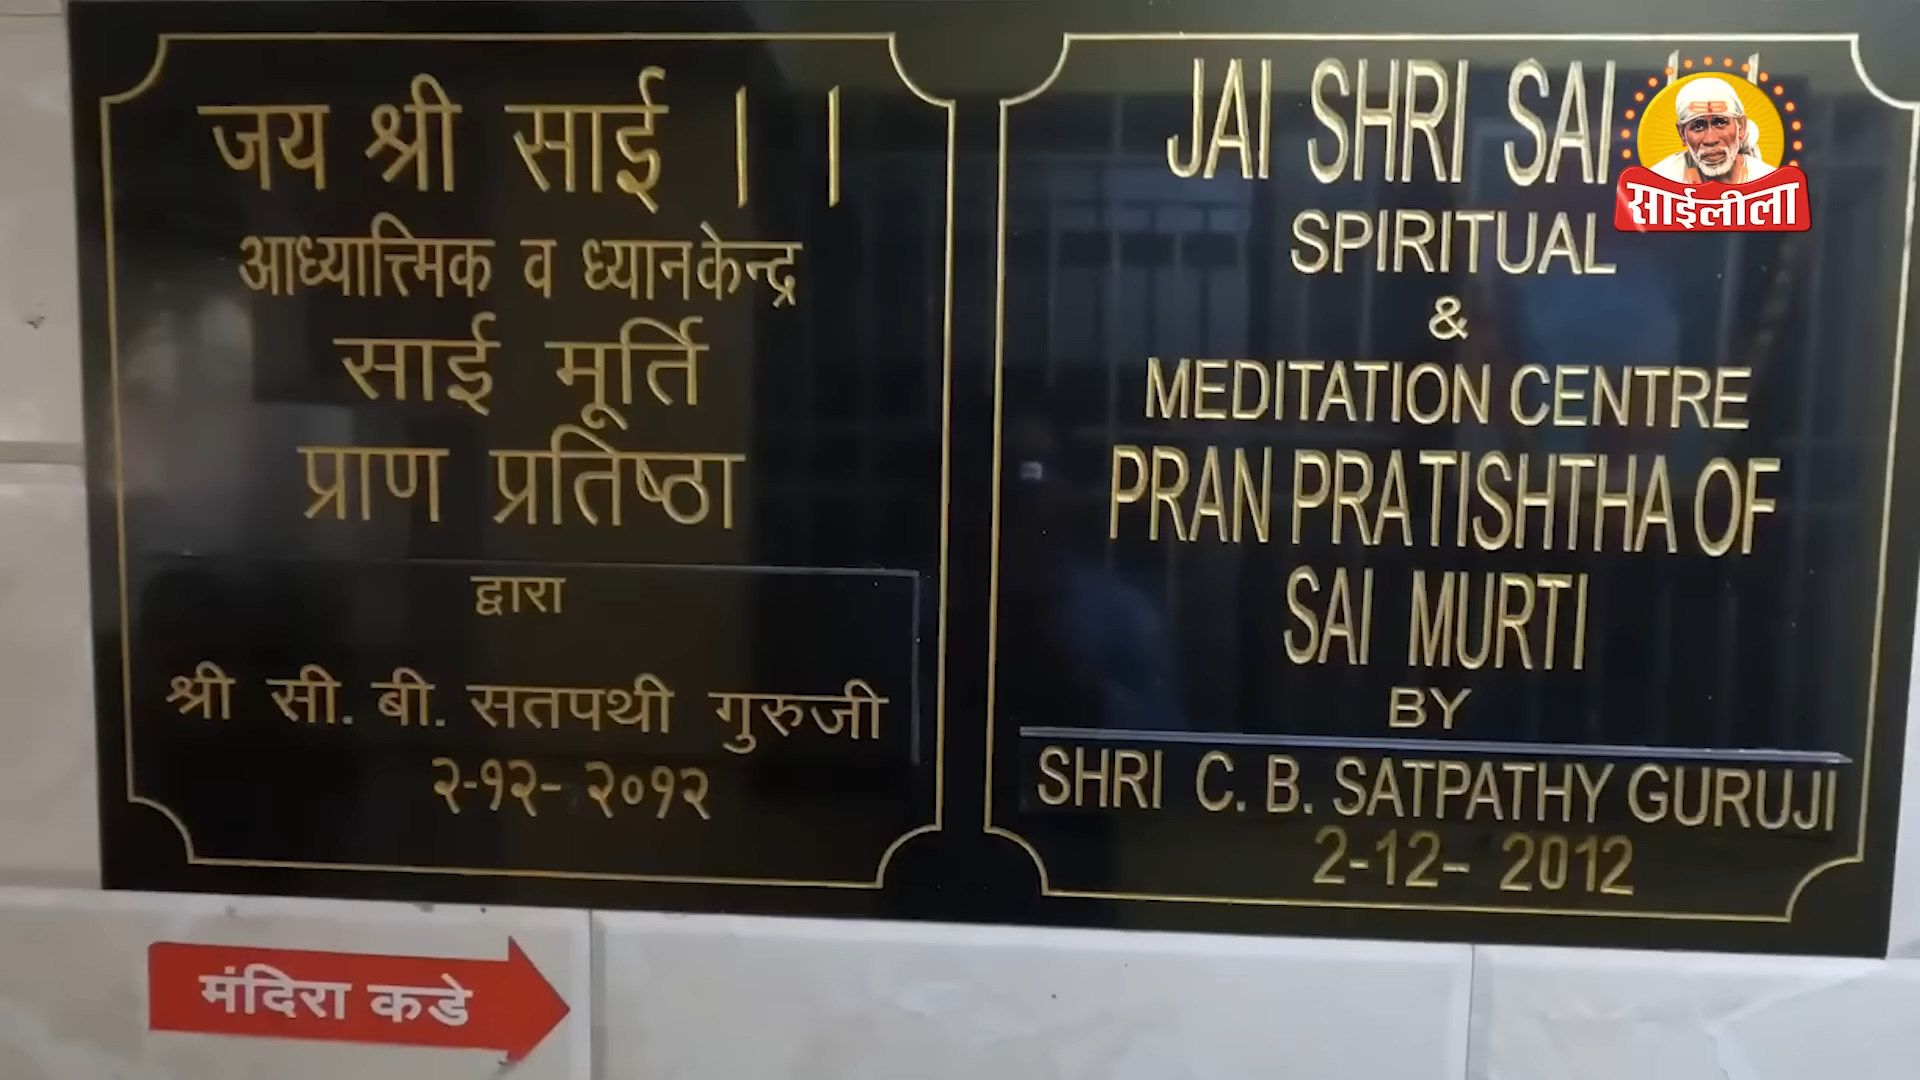 जय श्री साई ।।
आध्यात्त्मिक व ध्यानकेन्द्र
साई मूर्ति
प्राण प्रतिष्ठा
द्वारा
श्री सी. बी. सतपथी गुरुजी
२-१२- २०१२
JAI SHRI SAI
SPIRITUAL
&
MEDITATION CENTRE
PRAN PRATISHTHA OF
SAI MURTI
BY
SHRI C. B. SATPATHY GURUJI
2-12- 2012
साईलीला
मंदिरा कडे